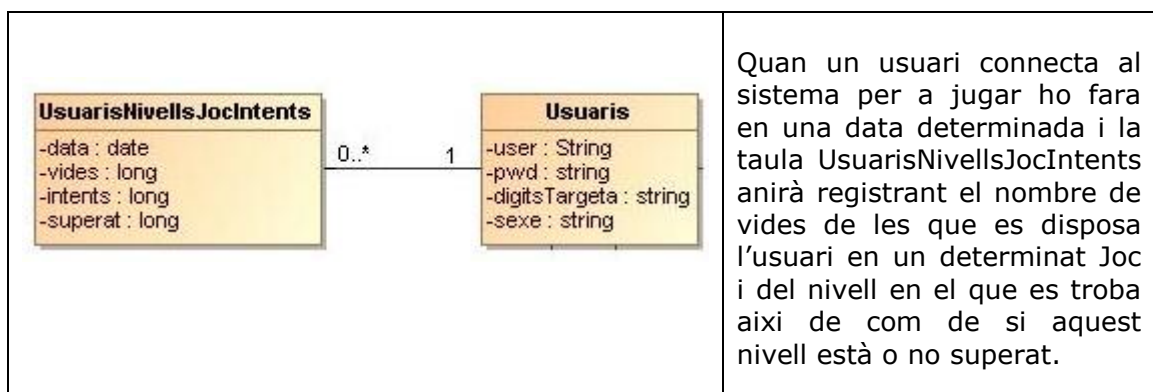 UsuarisNivellsJocIntents
-data : date
-vides : long
-intents : long
-superat : long
0..*
1
Usuaris
-user : String
-pwd : string
-digitsTargeta : string
-sexe : string
Quan un usuari connecta al
sistema per a jugar ho fara
en una data determinada i la
taula UsuarisNivellsJocIntents
anirà registrant el nombre de
vides de les que es disposa
l’usuari en un determinat Joc
i del nivell en el que es troba
aixi de com de si aquest
nivell està o no superat.